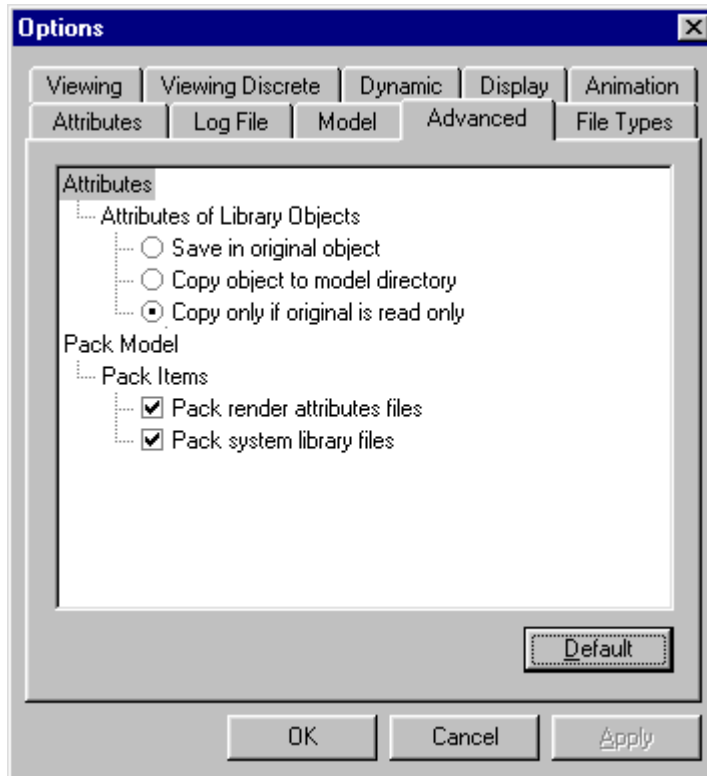 Options
Viewing Viewing Discrete Dynamic Display Animation
Attributes Log File Model Advanced File Types
Attributes
Attributes of Library Objects
Save in original object
Copy object to model directory
Copy only if original is read only
Pack Model
Pack Items
Pack render attributes files
Pack system library files
Default
OK Cancel Apply